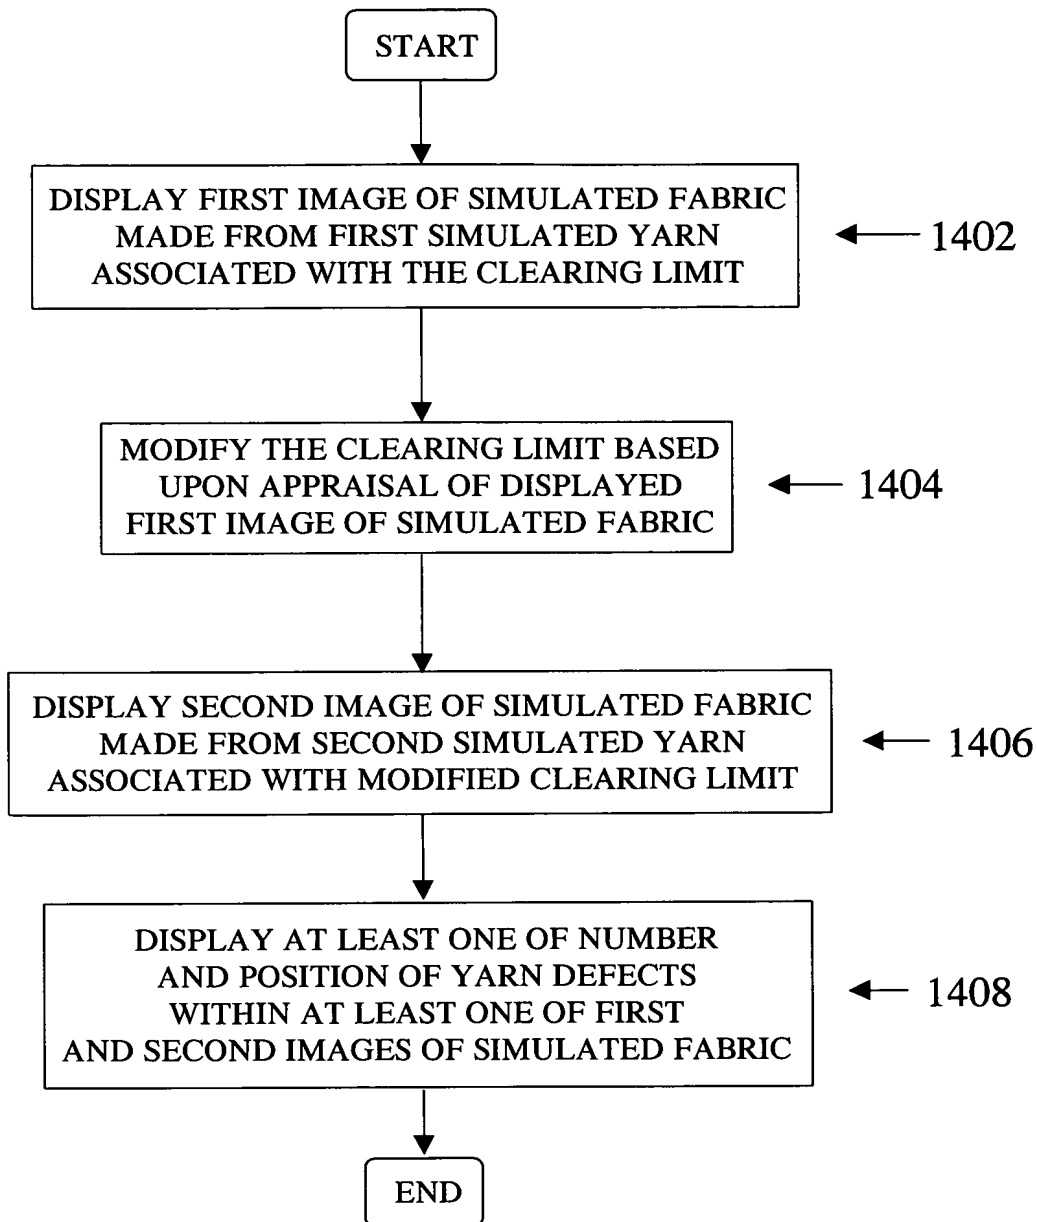 START
DISPLAY FIRST IMAGE OF SIMULATED FABRIC
MADE FROM FIRST SIMULATED YARN
ASSOCIATED WITH THE CLEARING LIMIT
1402
MODIFY THE CLEARING LIMIT BASED
UPON APPRAISAL OF DISPLAYED
FIRST IMAGE OF SIMULATED FABRIC
1404
DISPLAY SECOND IMAGE OF SIMULATED FABRIC
MADE FROM SECOND SIMULATED YARN
ASSOCIATED WITH MODIFIED CLEARING LIMIT
1406
DISPLAY AT LEAST ONE OF NUMBER
AND POSITION OF YARN DEFECTS
WITHIN AT LEAST ONE OF FIRST
AND SECOND IMAGES OF SIMULATED FABRIC
1408
END